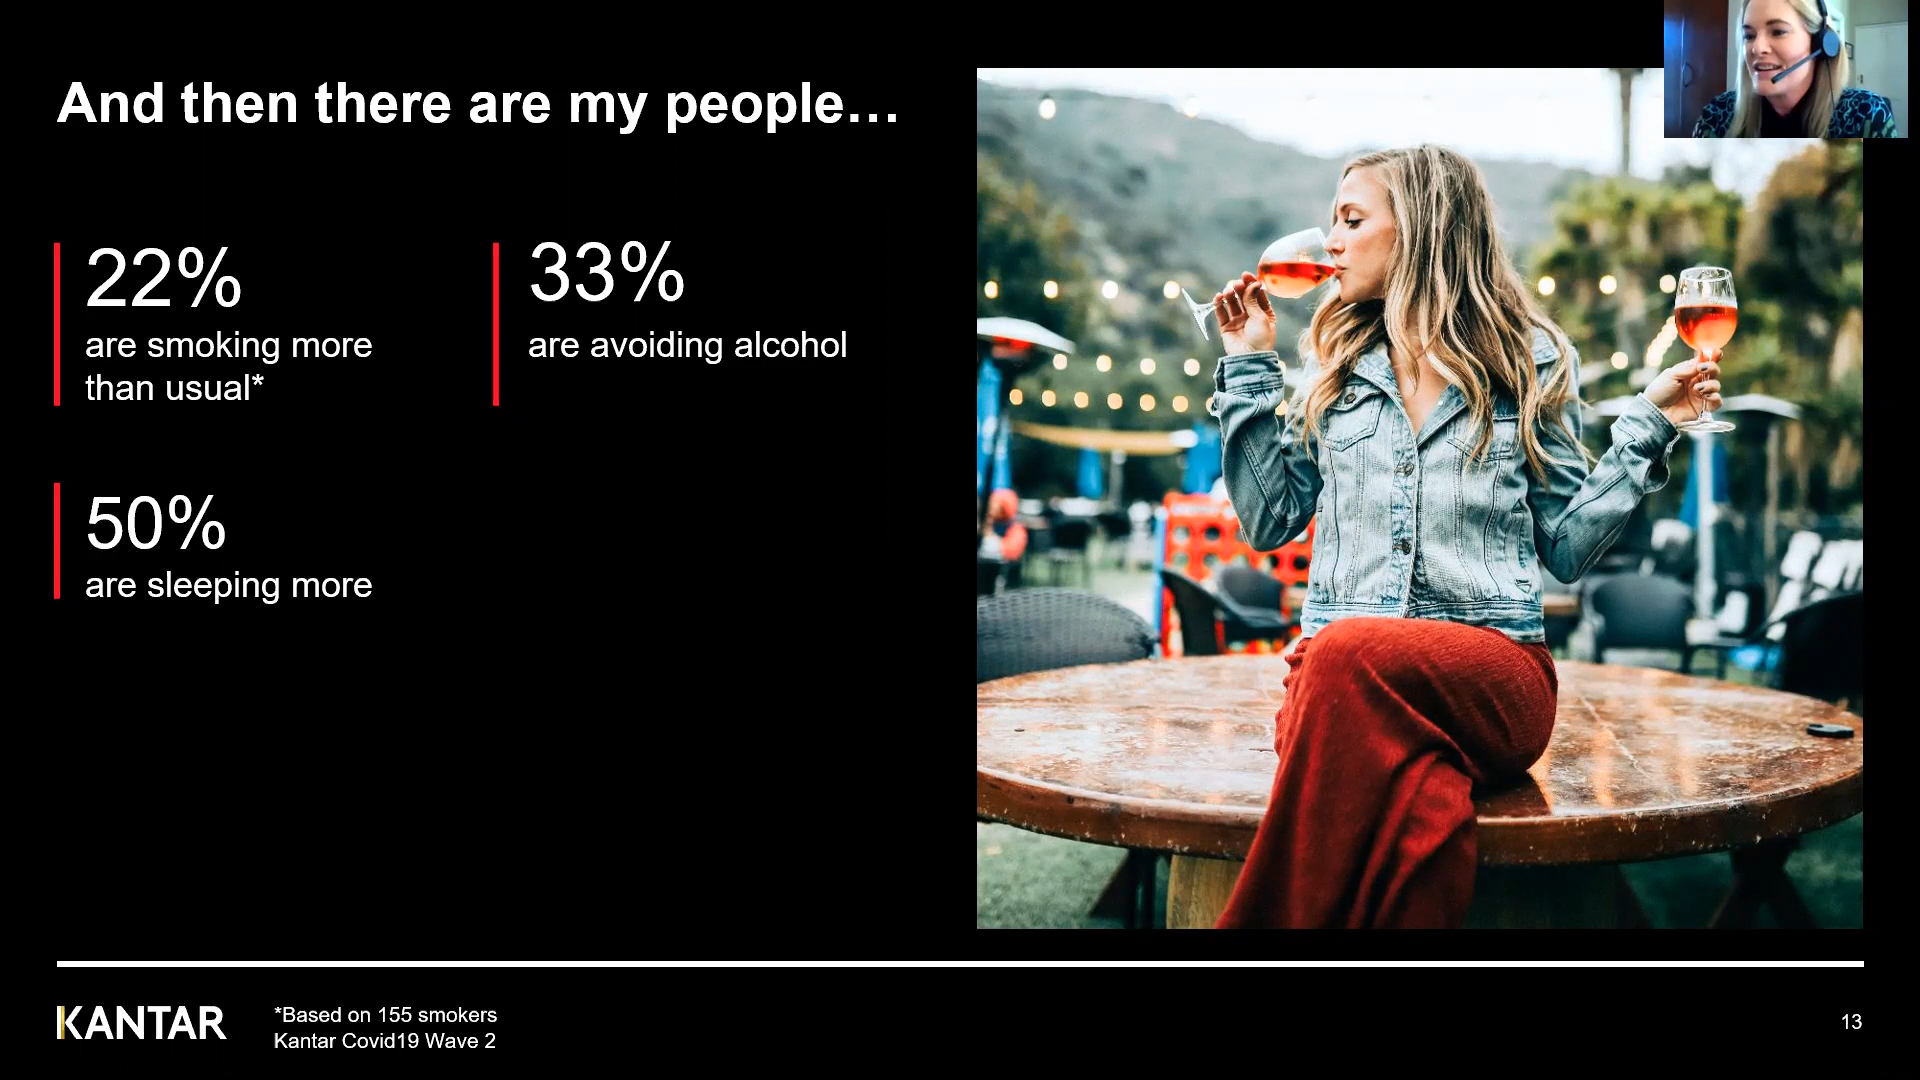 And then there are my people…
22%
are smoking more
than usual*
33%
are avoiding alcohol
50%
are sleeping more
KANTAR
*Based on 155 smokers
Kantar Covid19 Wave 2
13